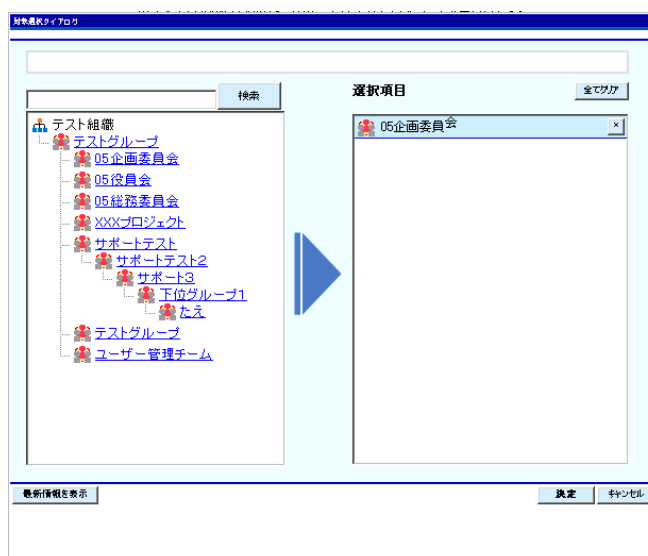 対象選択ダイアログ
検索
選択項目
全てクリア
テスト組織
テストグループ
05企画委員会
05役員会
05総務委員会
XXXプロジェクト
サポートテスト
サポートテスト2
サポート3
下位グループ1
たえ
テストグループ
ユーザー管理チーム
05企画委員会
×
最新情報を表示
決定
キャンセル